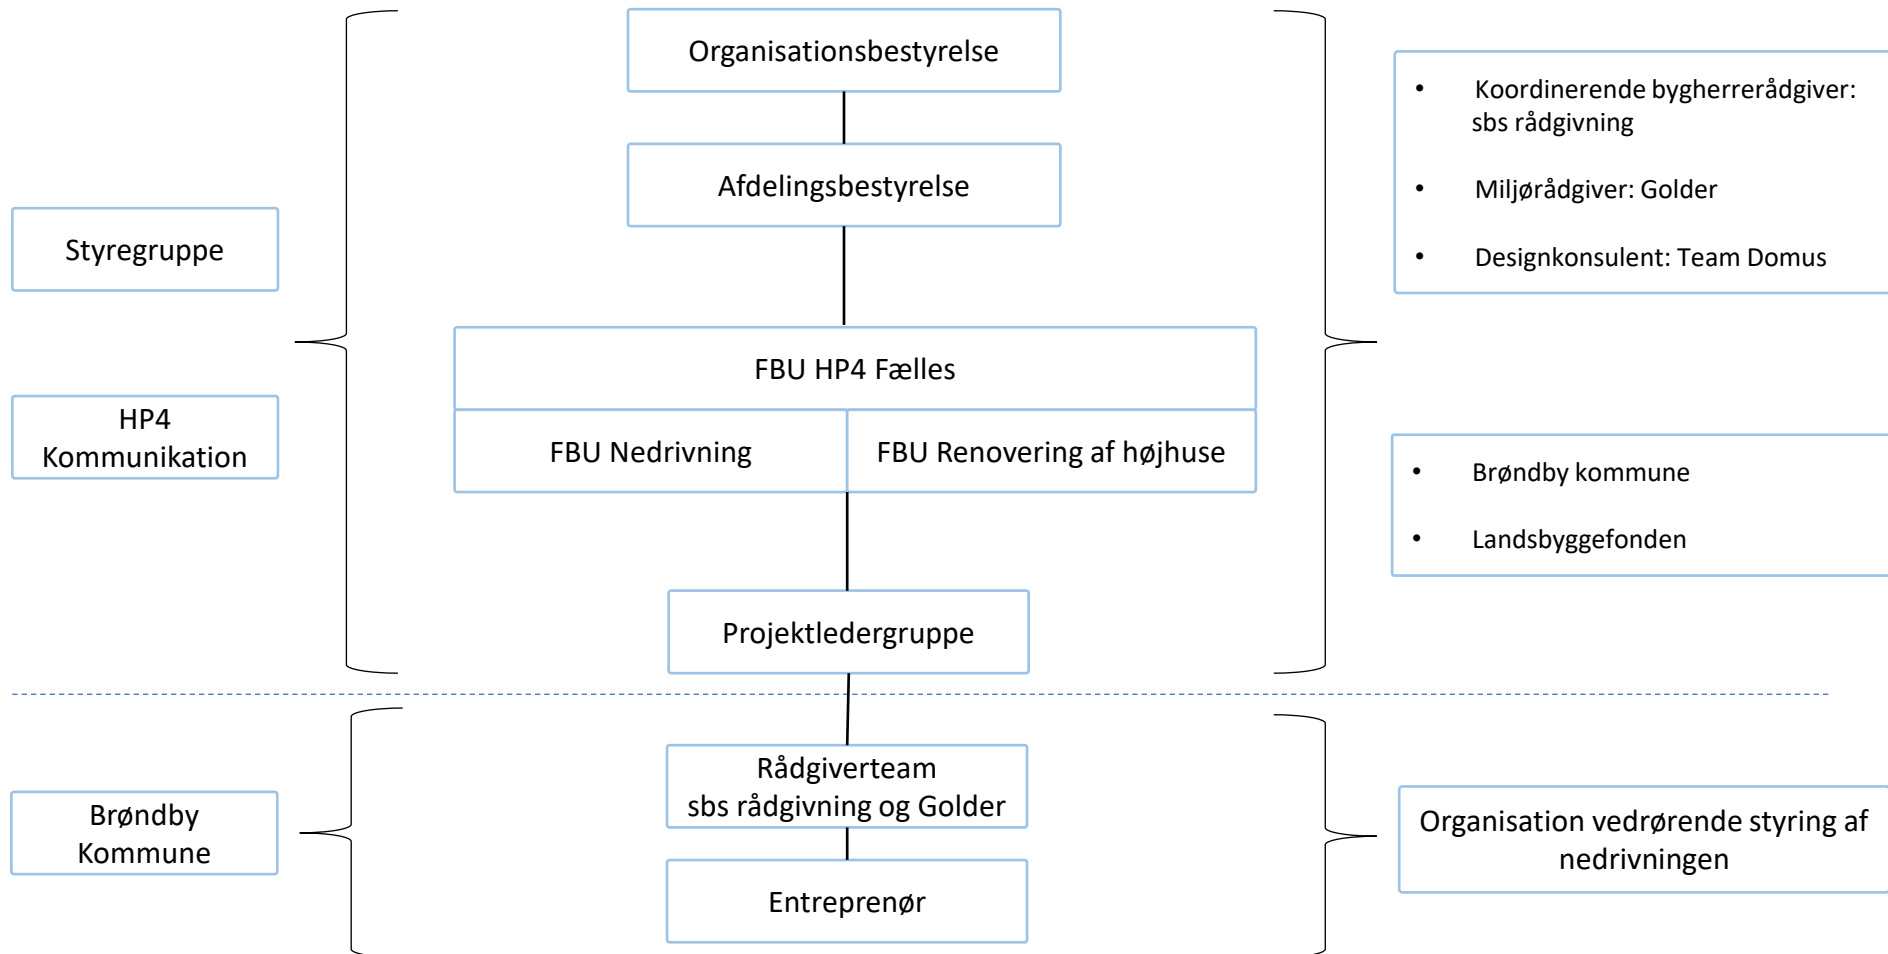 Organisationsbestyrelse
Afdelingsbestyrelse
Styregruppe
HP4
Kommunikation
FBU HP4 Fælles
FBU Nedrivning
FBU Renovering af højhuse
Projektledergruppe
• Koordinerende bygherrerådgiver:
sbs rådgivning
• Miljørådgiver: Golder
• Designkonsulent: Team Domus
• Brøndby kommune
• Landsbyggefonden
Brøndby
Kommune
Rådgiverteam
sbs rådgivning og Golder
Entreprenør
Organisation vedrørende styring af
nedrivningen